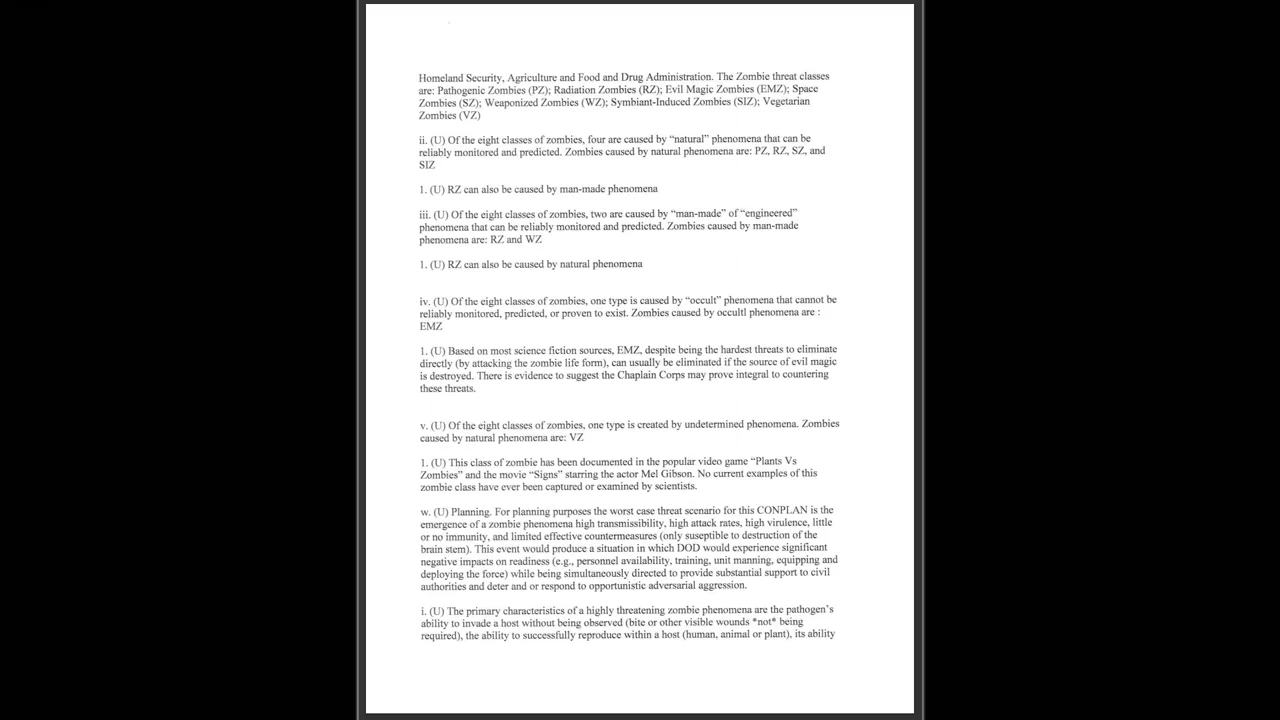 Homeland Security, Agriculture and Food and Drug Administration. The Zombie threat classes
are: Pathogenic Zombies (PZ); Radiation Zombies (RZ); Evil Magic Zombies (EMZ); Space
Zombies (SZ); Weaponized Zombies (WZ); Symbiant-Induced Zombies (SIZ); Vegetarian
Zombies (VZ)
ii. (U) Of the eight classes of zombies, four are caused by “natural” phenomena that can be
reliably monitored and predicted. Zombies caused by natural phenomena are: PZ, RZ, SZ, and
SIZ
1. (U) RZ can also be caused by man-made phenomena
iii. (U) Of the eight classes of zombies, two are caused by “man-made” of “engineered”
phenomena that can be reliably monitored and predicted. Zombies caused by man-made
phenomena are: RZ and WZ
1. (U) RZ can also be caused by natural phenomena
iv. (U) Of the eight classes of zombies, one type is caused by “occult” phenomena that cannot be
reliably monitored, predicted, or proven to exist. Zombies caused by occultl phenomena are :
EMZ
1. (U) Based on most science fiction sources, EMZ, despite being the hardest threats to eliminate
directly (by attacking the zombie life form), can usually be eliminated if the source of evil magic
is destroyed. There is evidence to suggest the Chaplain Corps may prove integral to countering
these threats.
v. (U) Of the eight classes of zombies, one type is created by undetermined phenomena. Zombies
caused by natural phenomena are: VZ
1. (U) This class of zombie has been documented in the popular video game “Plants Vs
Zombies” and the movie “Signs” starring the actor Mel Gibson. No current examples of this
zombie class have ever been captured or examined by scientists.
w. (U) Planning. For planning purposes the worst case threat scenario for this CONPLAN is the
emergence of a zombie phenomena high transmissibility, high attack rates, high virulence, little
or no immunity, and limited effective countermeasures (only suseptible to destruction of the
brain stem). This event would produce a situation in which DOD would experience significant
negative impacts on readiness (e.g., personnel availability, training, unit manning, equipping and
deploying the force) while being simultaneously directed to provide substantial support to civil
authorities and deter and or respond to opportunistic adversarial aggression.
i. (U) The primary characteristics of a highly threatening zombie phenomena are the pathogen’s
ability to invade a host without being observed (bite or other visible wounds *not* being
required), the ability to successfully reproduce within a host (human, animal or plant), its ability